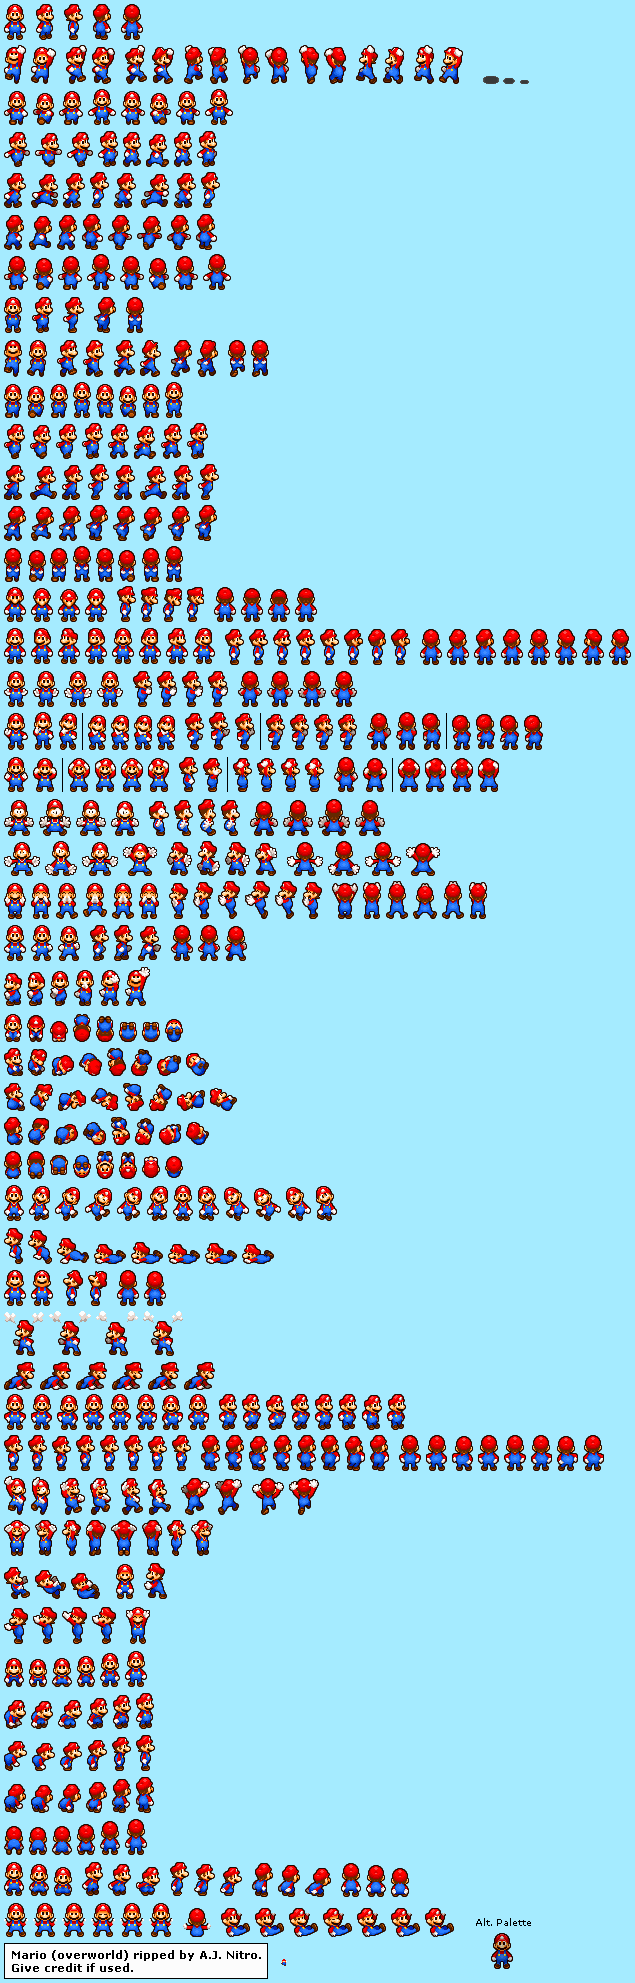 Alt. Palette
Mario (overworld) ripped by A.J. Nitro.
Give credit if used.